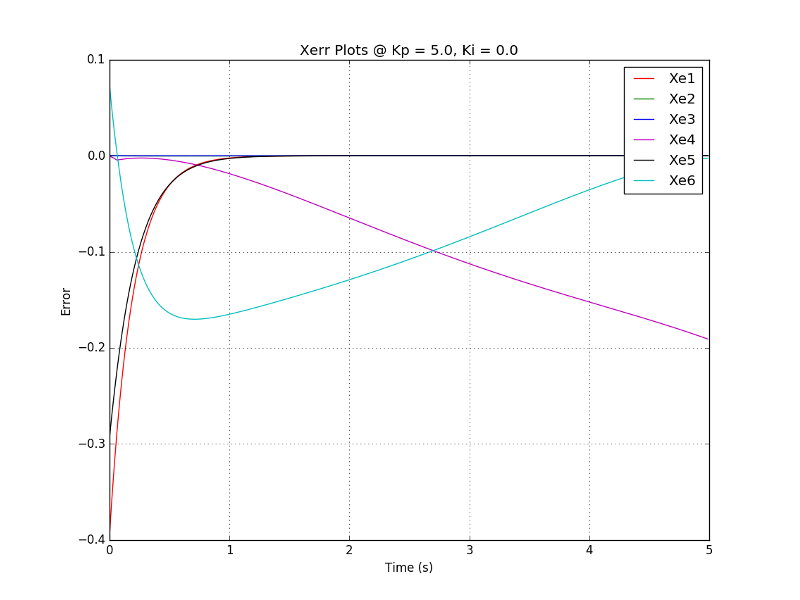 Xerr Plots @ Kp = 5.0, Ki = 0.0
0.1
0.0
−0.1
−0.2
−0.3
−0.4
Error
Xe1
Xe2
Xe3
Xe4
Xe5
Xe6
0 1 2 3 4 5
Time (s)